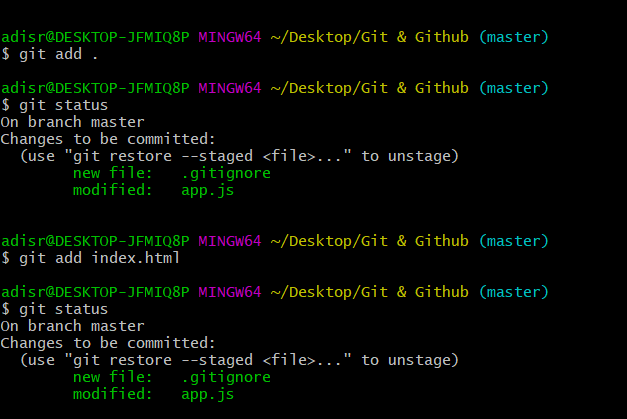 adisr@DESKTOP-JFMIQ8P MINGW64 ~/Desktop/Git & Github (master)
$ git add .
adisr@DESKTOP-JFMIQ8P MINGW64 ~/Desktop/Git & Github (master)
$ git status
On branch master
Changes to be committed:
  (use "git restore --staged <file>..." to unstage)
        new file:   .gitignore
        modified:   app.js
adisr@DESKTOP-JFMIQ8P MINGW64 ~/Desktop/Git & Github (master)
$ git add index.html
adisr@DESKTOP-JFMIQ8P MINGW64 ~/Desktop/Git & Github (master)
$ git status
On branch master
Changes to be committed:
  (use "git restore --staged <file>..." to unstage)
        new file:   .gitignore
        modified:   app.js